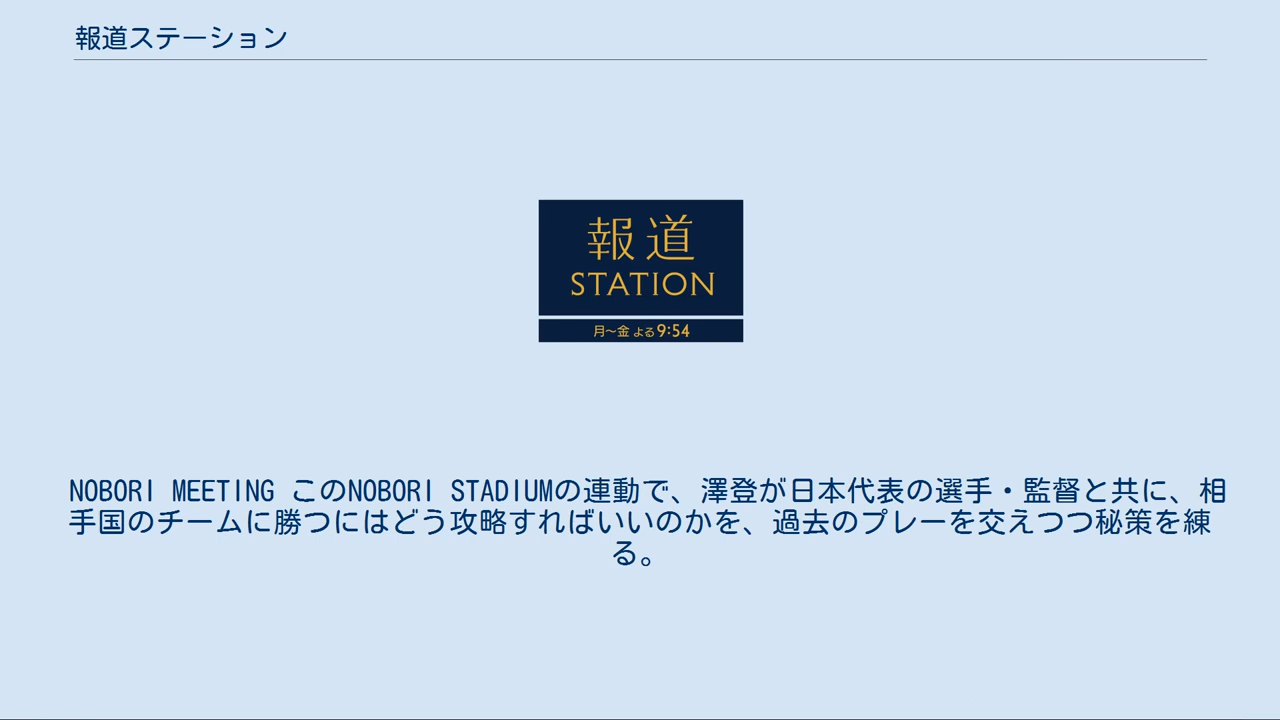 報道ステーション
報道
STATION
月～金 よる9:54
NOBORI MEETING このNOBORI STADIUMの連動で、澤登が日本代表の選手・監督と共に、相
手国のチームに勝つにはどう攻略すればいいのかを、過去のプレーを交えつつ秘策を練
る。